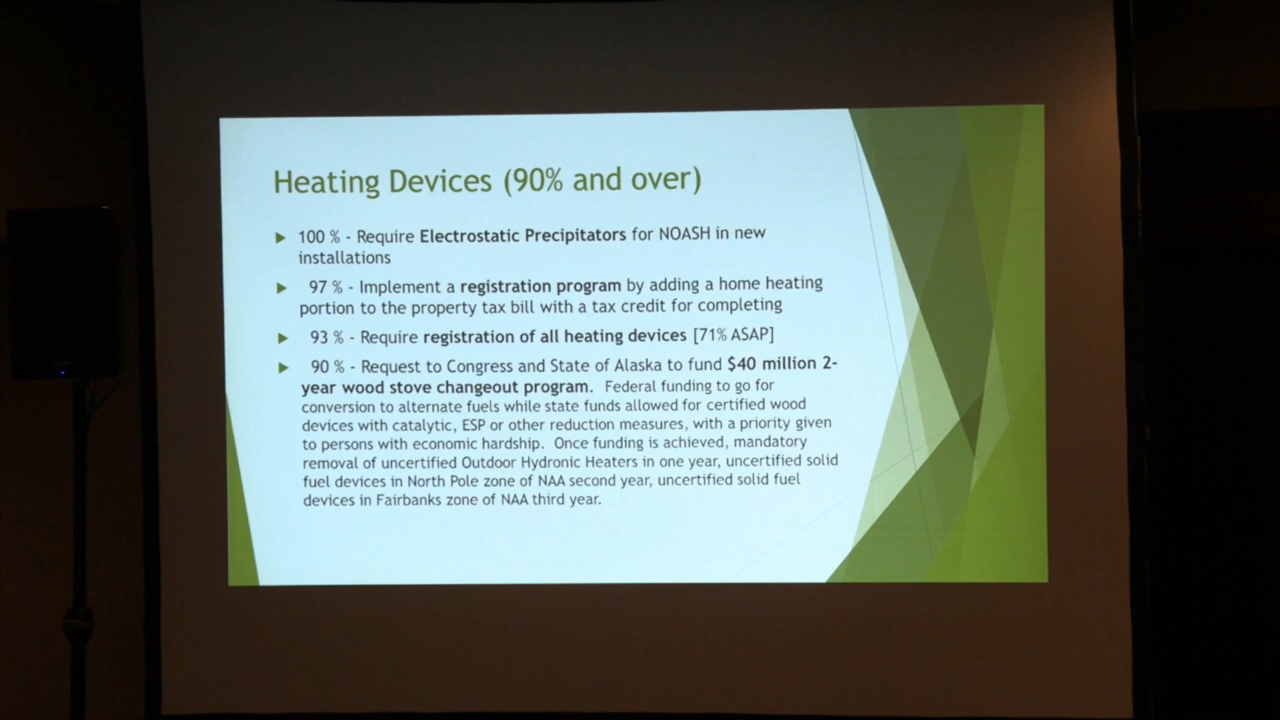 Heating Devices (90% and over)
100 % - Require Electrostatic Precipitators for NOASH in new
installations
97 % - Implement a registration program by adding a home heating
portion to the property tax bill with a tax credit for completing
93 % - Require registration of all heating devices [71% ASAP]
90 % - Request to Congress and State of Alaska to fund $40 million 2-
year wood stove changeout program. Federal funding to go for
conversion to alternate fuels while state funds allowed for certified wood
devices with catalytic, ESP or other reduction measures, with a priority given
to persons with economic hardship. Once funding is achieved, mandatory
removal of uncertified Outdoor Hydronic Heaters in one year, uncertified solid
fuel devices in North Pole zone of NAA second year, uncertified solid fuel
devices in Fairbanks zone of NAA third year.